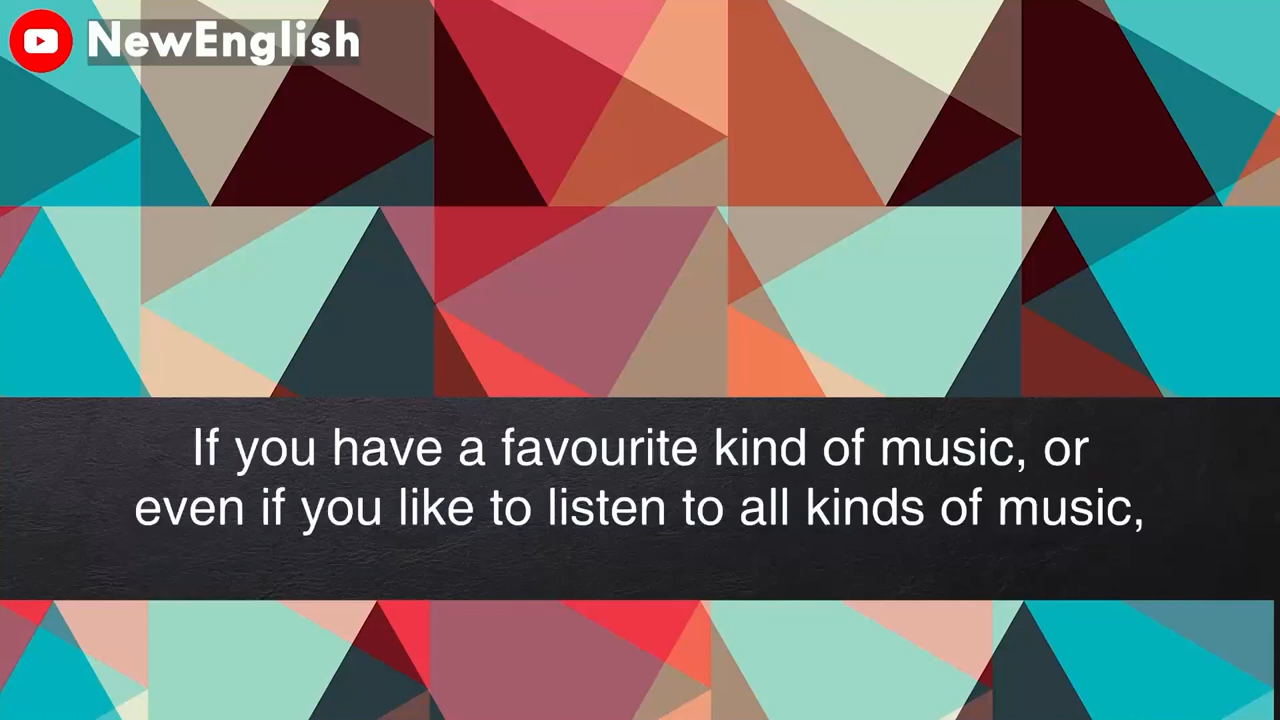 NewEnglish
If you have a favourite kind of music, or
even if you like to listen to all kinds of music,